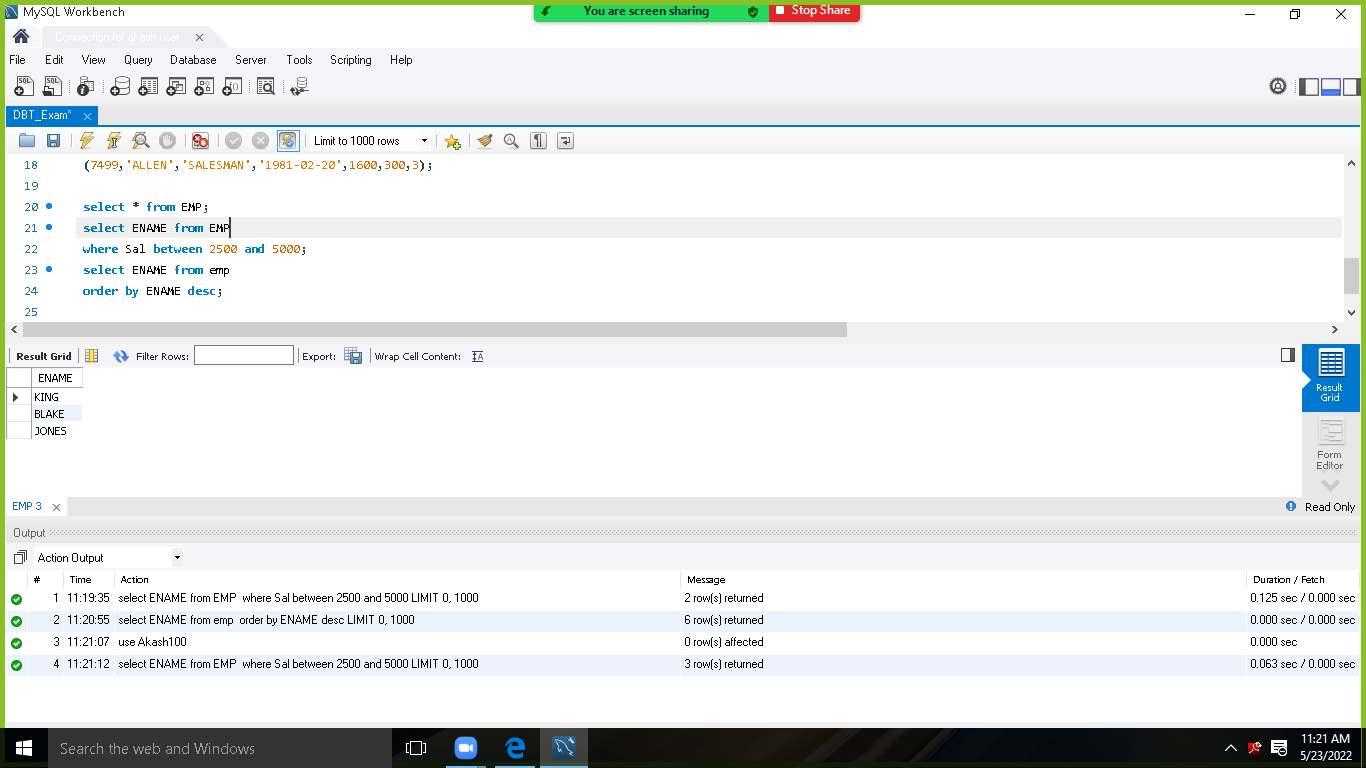 MySQL Workbench
You are screen sharing
Stop Share
Connection for akash user
File Edit View Query Database Server Tools Scripting Help
DBT_Exam*
Limit to 1000 rows
18 (7499,'ALLEN','SALESMAN','1981-02-20',1600,300,3);
19
20 select * from EMP;
21 select ENAME from EMP
22 where Sal between 2500 and 5000;
23 select ENAME from emp
24 order by ENAME desc;
25
Result Grid Filter Rows: Export: Wrap Cell Content:
ENAME
KING
BLAKE
JONES
Result
Grid
Form
Editor
EMP 3
Read Only
Output
Action Output
# Time Action Message Duration / Fetch
1 11:19:35 select ENAME from EMP where Sal between 2500 and 5000 LIMIT 0, 1000 2 row(s) returned 0.125 sec / 0.000 sec
2 11:20:55 select ENAME from emp order by ENAME desc LIMIT 0, 1000 6 row(s) returned 0.000 sec / 0.000 sec
3 11:21:07 use Akash100 0 row(s) affected 0.000 sec
4 11:21:12 select ENAME from EMP where Sal between 2500 and 5000 LIMIT 0, 1000 3 row(s) returned 0.063 sec / 0.000 sec
Search the web and Windows
11:21 AM
5/23/2022